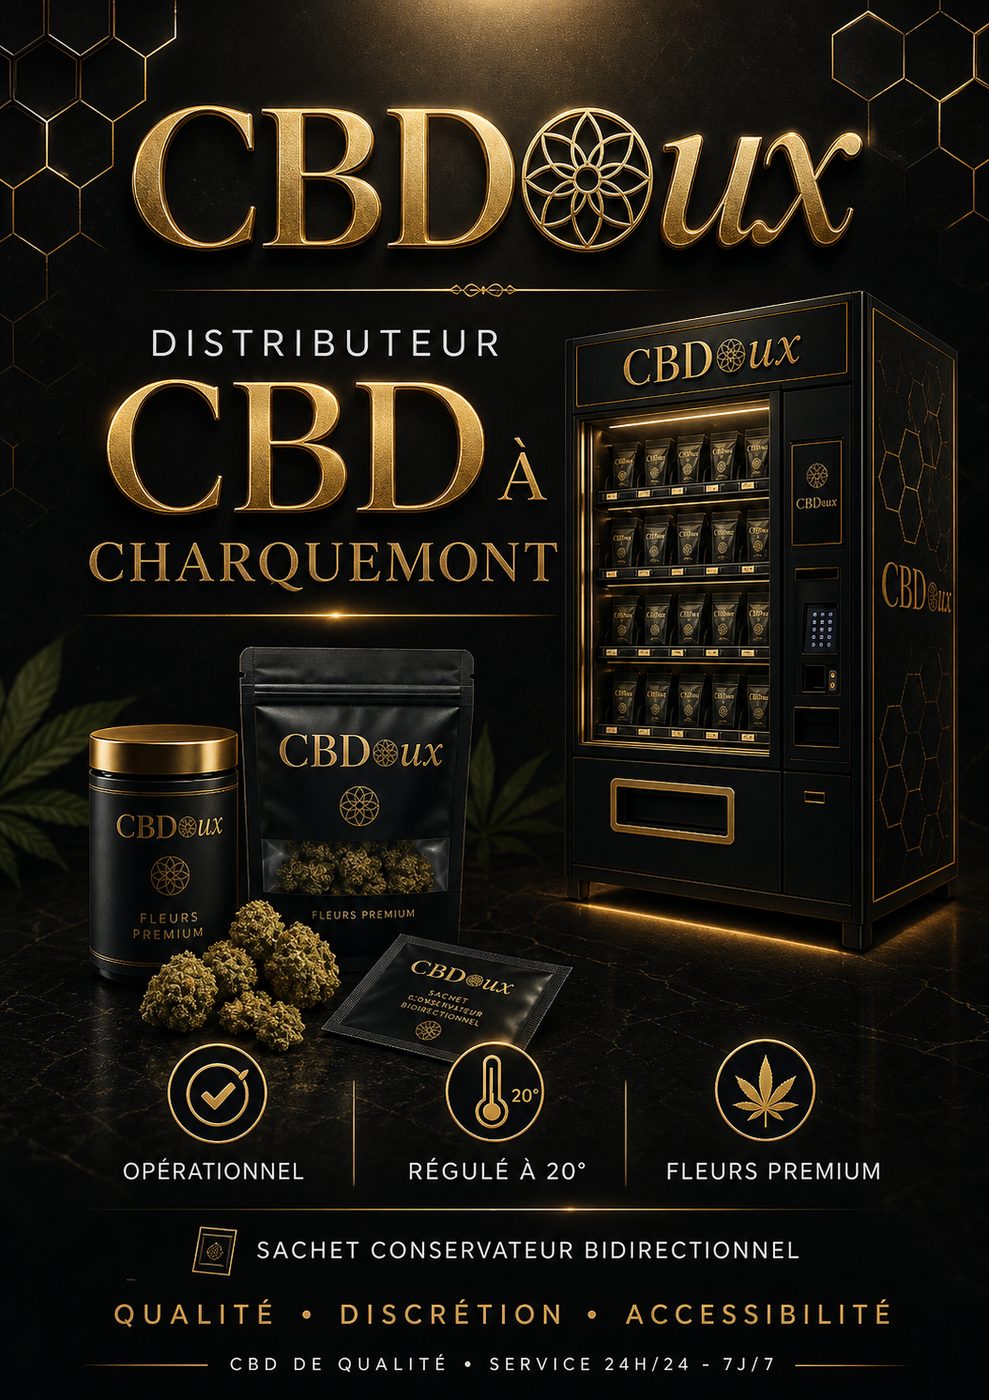 CBDoux
DISTRIBUTEUR
CBD À
CHARQUEMONT
CBDoux
CBDoux
CBDoux
CBDoux
FLEURS PREMIUM
CBDoux
FLEURS
PREMIUM
CBDoux
SACHET
CONSERVATEUR
BIDIRECTIONNEL
20°
OPÉRATIONNEL
RÉGULÉ À 20°
FLEURS PREMIUM
SACHET CONSERVATEUR BIDIRECTIONNEL
QUALITÉ • DISCRÉTION • ACCESSIBILITÉ
CBD DE QUALITÉ • SERVICE 24H/24 - 7J/7